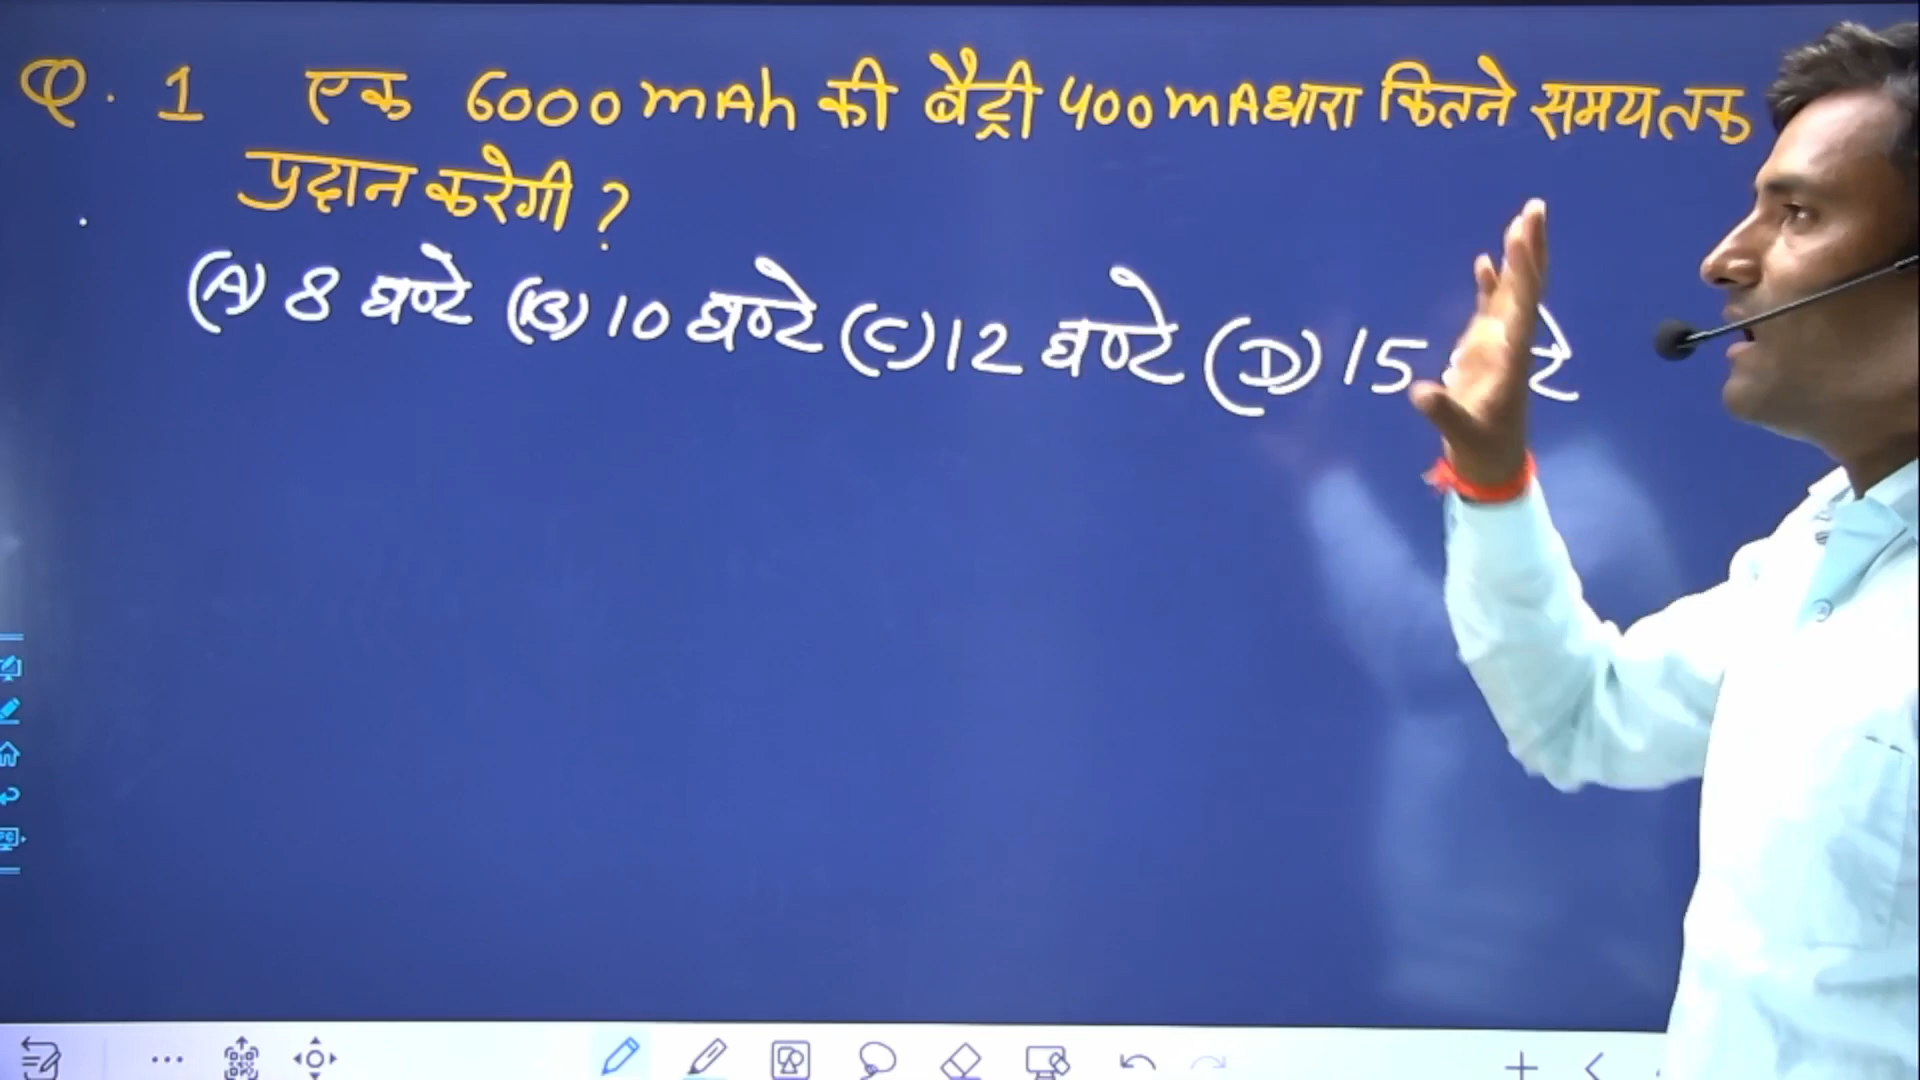 Q. 1 एक 6000 mAh की बैट्री 400 mA धारा कितने समय तक
प्रदान करेगी ?
(A) 8 घण्टे (B) 10 घण्टे (C) 12 घण्टे (D) 15